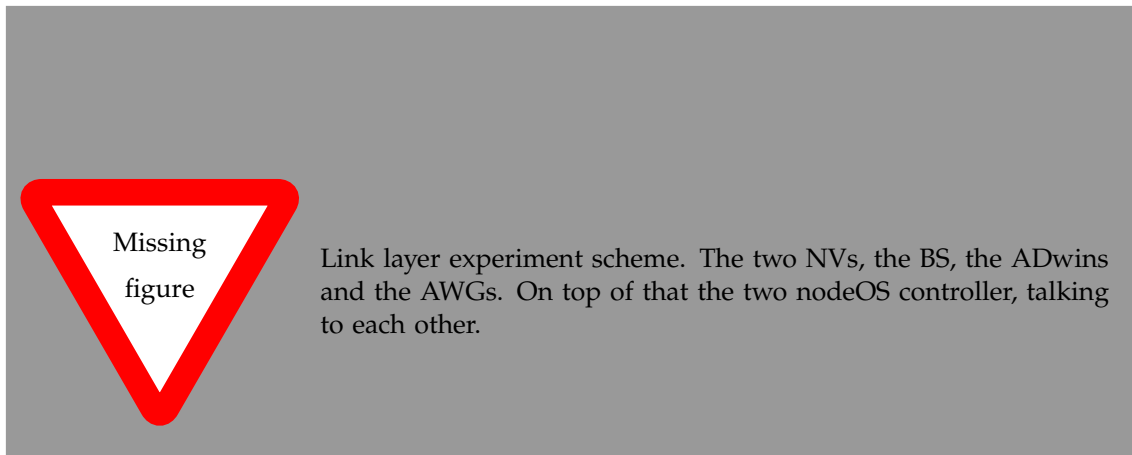 Missing
figure
Link layer experiment scheme. The two NVs, the BS, the ADwins
and the AWGs. On top of that the two nodeOS controller, talking
to each other.